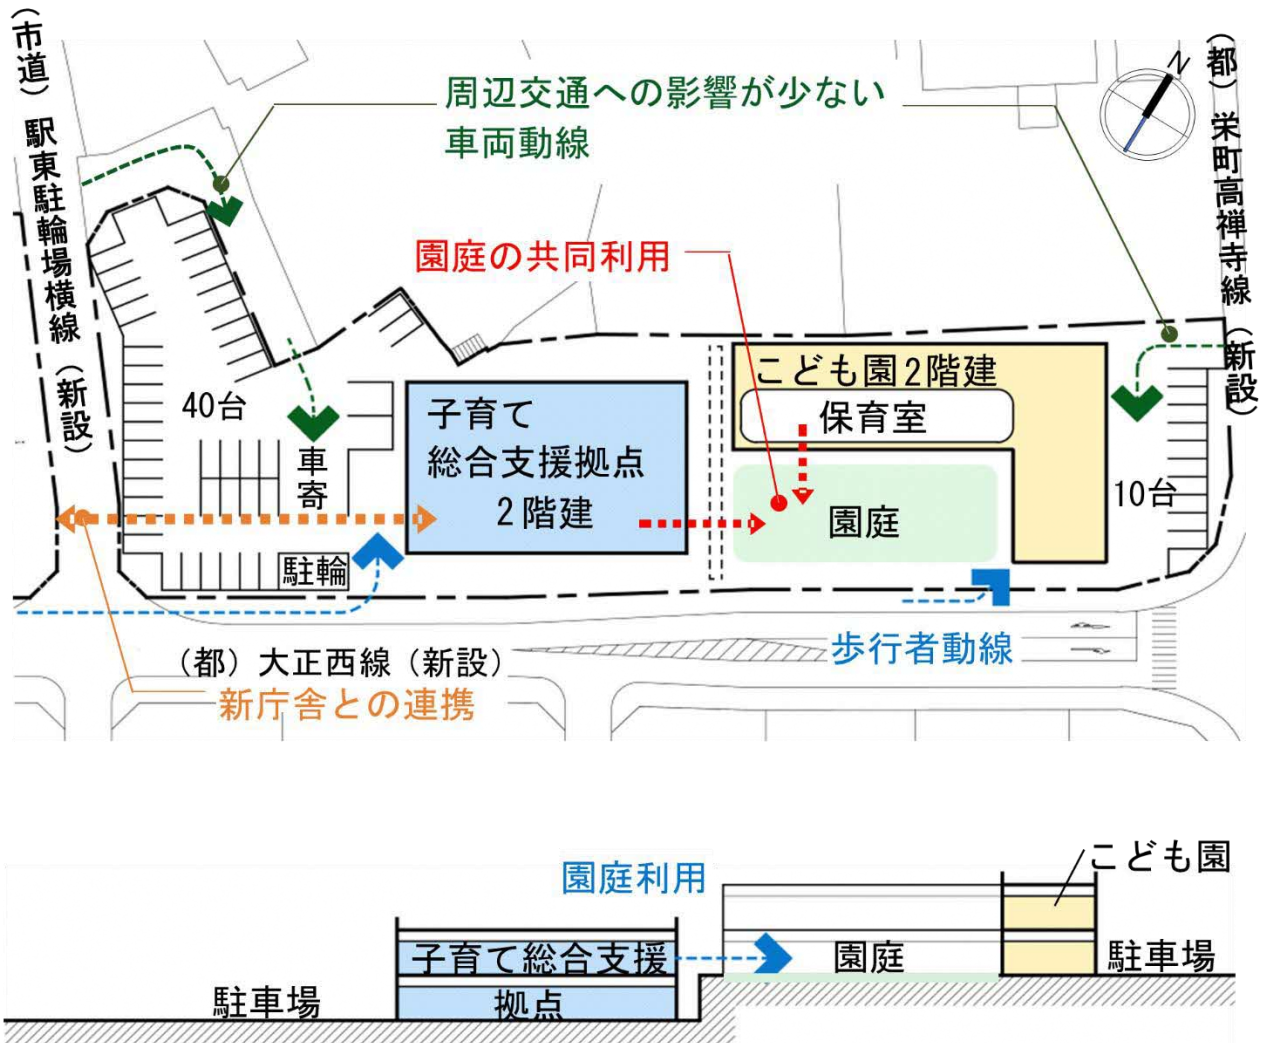 (市道)駅東駐輪場横線(新設)
周辺交通への影響が少ない
車両動線
N
(都)栄町高禅寺線(新設)
園庭の共同利用
こども園2階建
保育室
40台
子育て
総合支援拠点
2階建
車寄
10台
園庭
駐輪
(都)大正西線(新設)
歩行者動線
新庁舎との連携
こども園
園庭利用
子育て総合支援
拠点
園庭
駐車場
駐車場